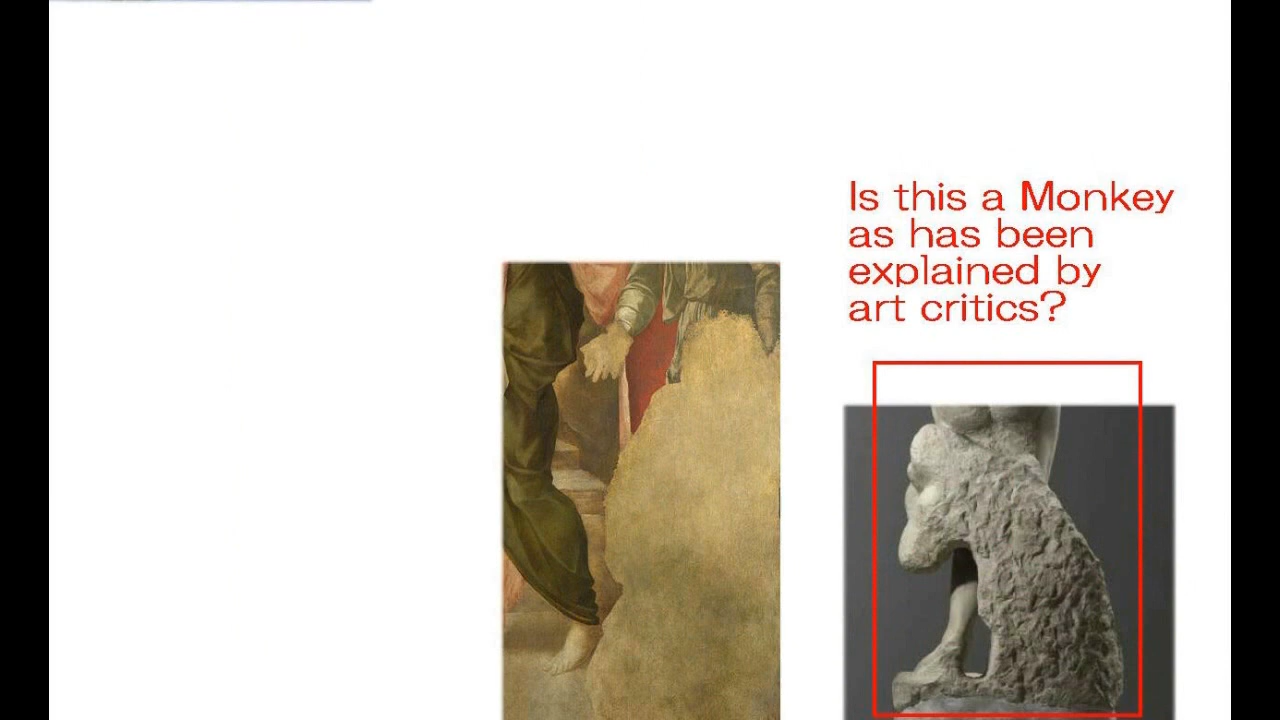 Is this a Monkey
as has been
explained by
art critics?